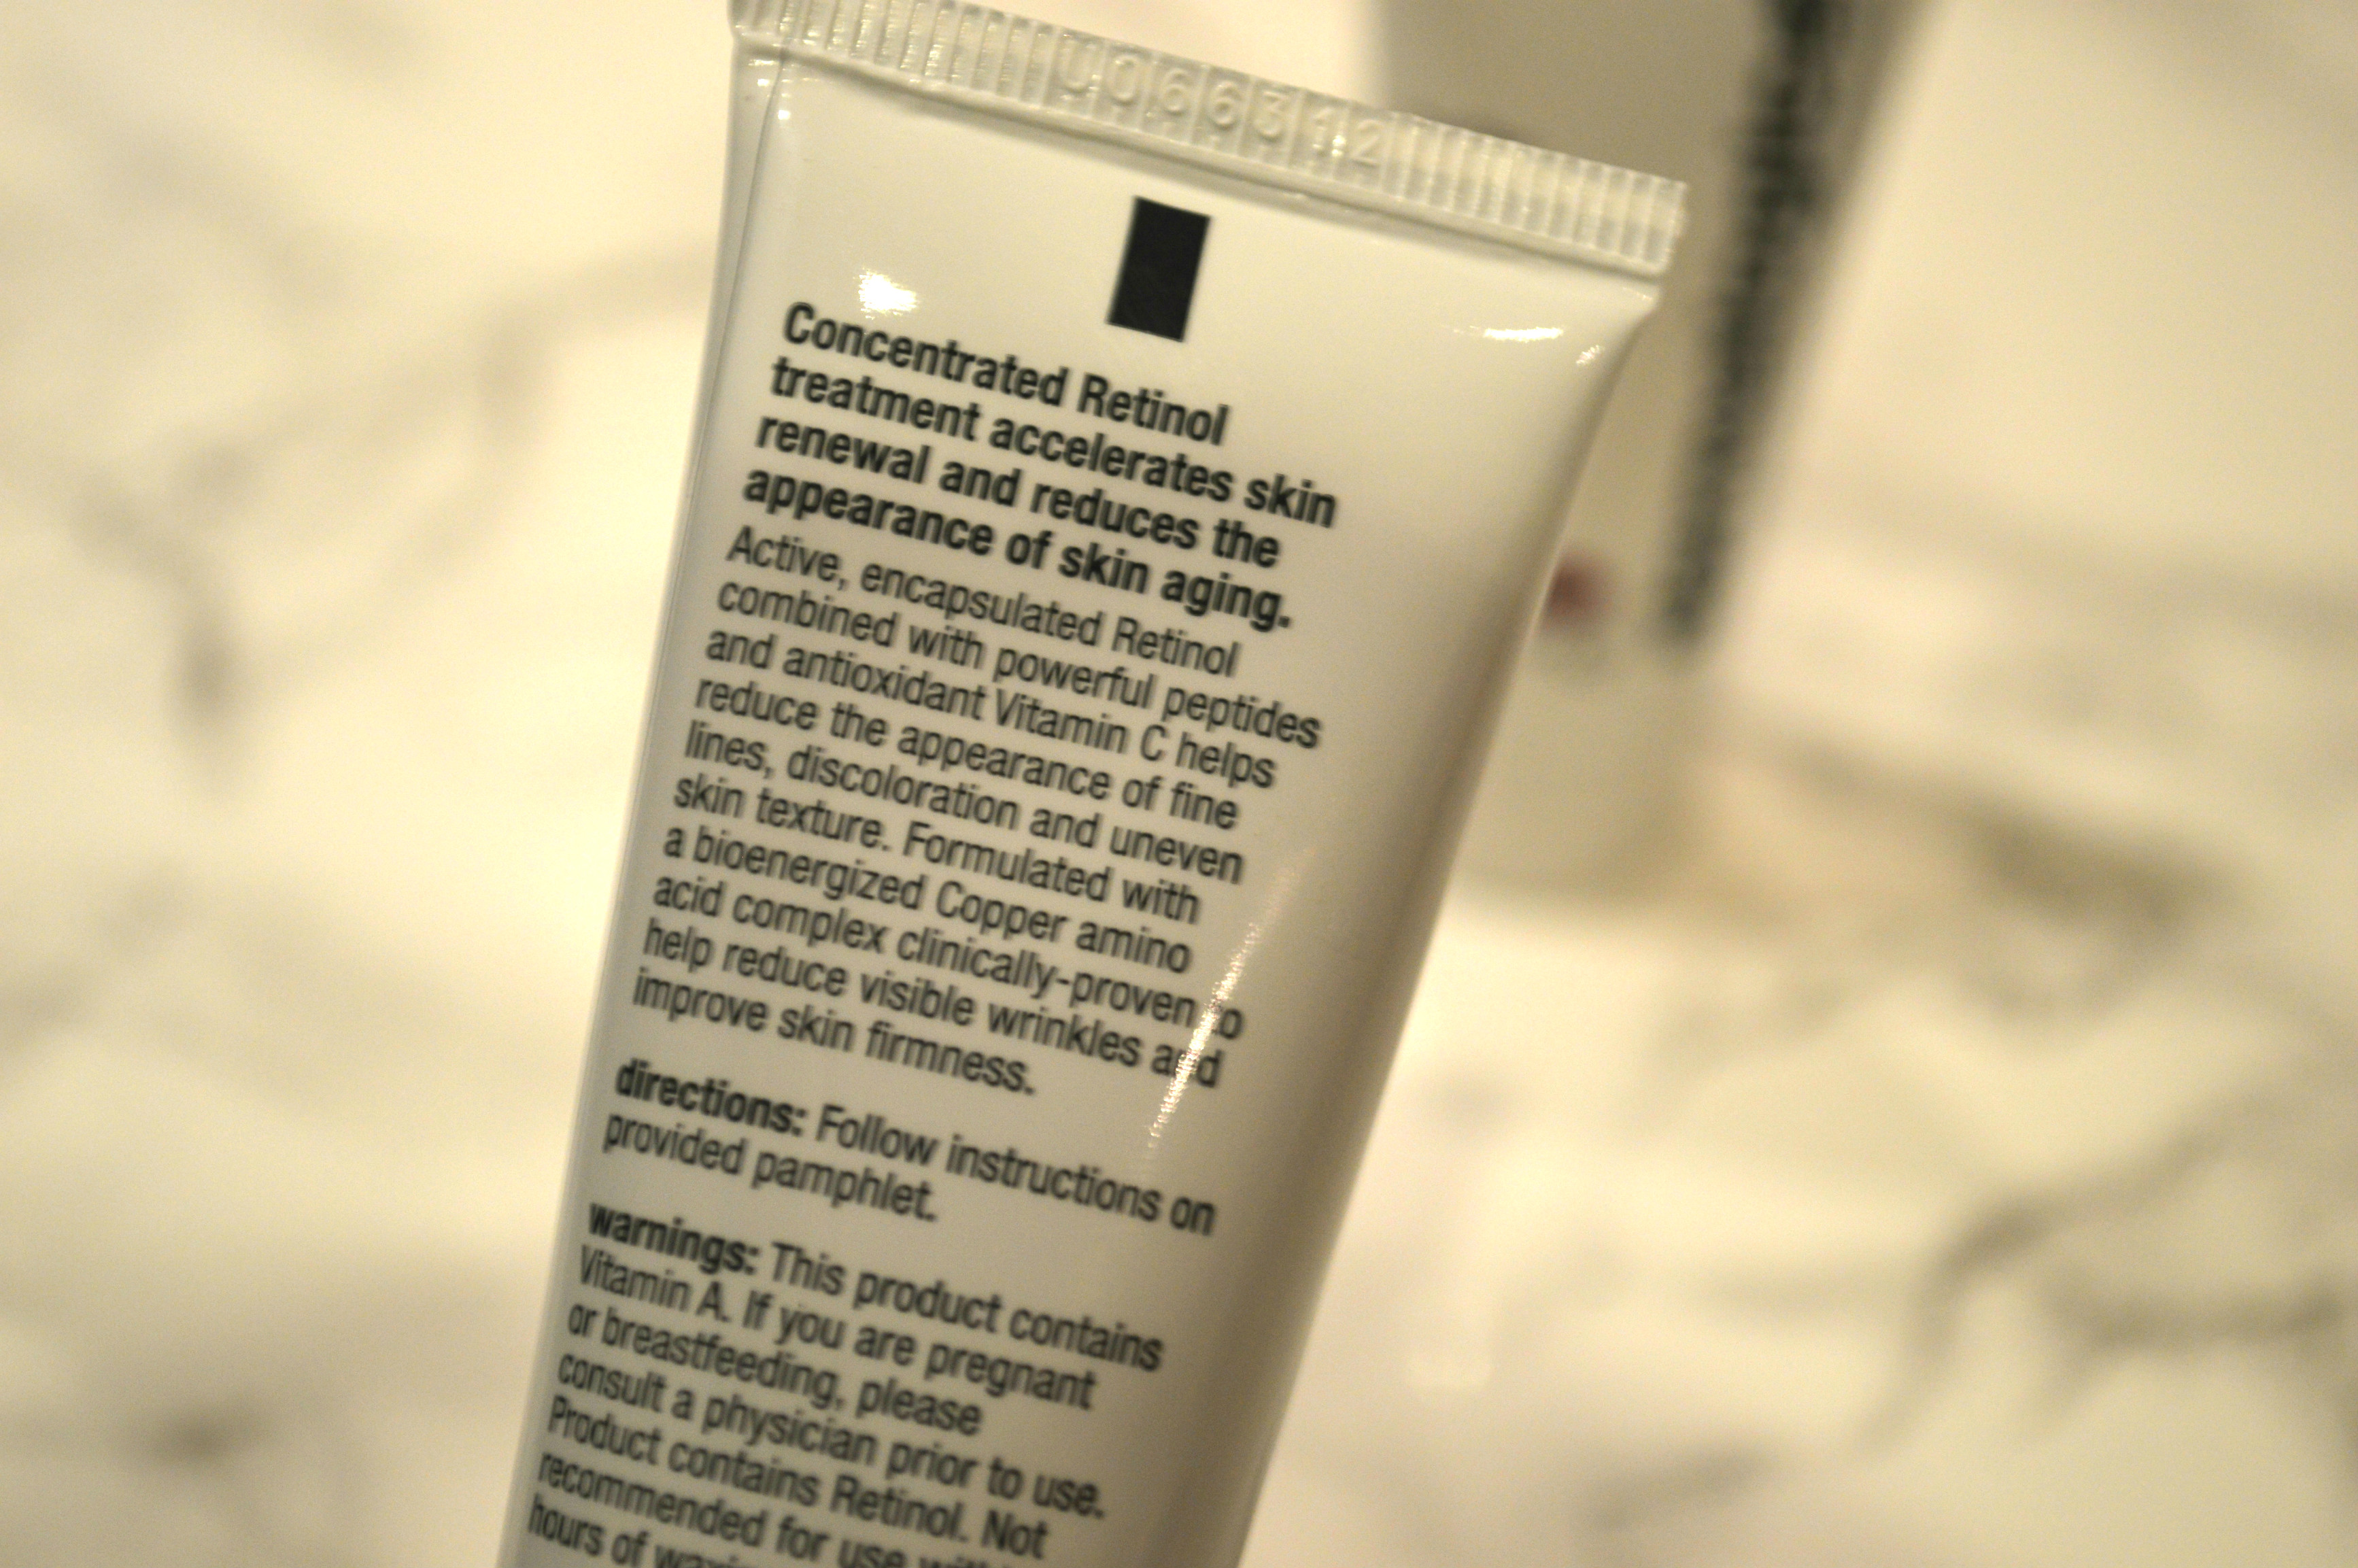 U066312
Concentrated Retinol
treatment accelerates skin
renewal and reduces the
appearance of skin aging.
Active, encapsulated Retinol
combined with powerful peptides
and antioxidant Vitamin C helps
reduce the appearance of fine
lines, discoloration and uneven
skin texture. Formulated with
a bioenergized Copper amino
acid complex clinically-proven to
help reduce visible wrinkles and
improve skin firmness.
directions: Follow instructions on
provided pamphlet.
warnings: This product contains
Vitamin A. If you are pregnant
or breastfeeding, please
consult a physician prior to use.
Product contains Retinol. Not
recommended for use
hours of